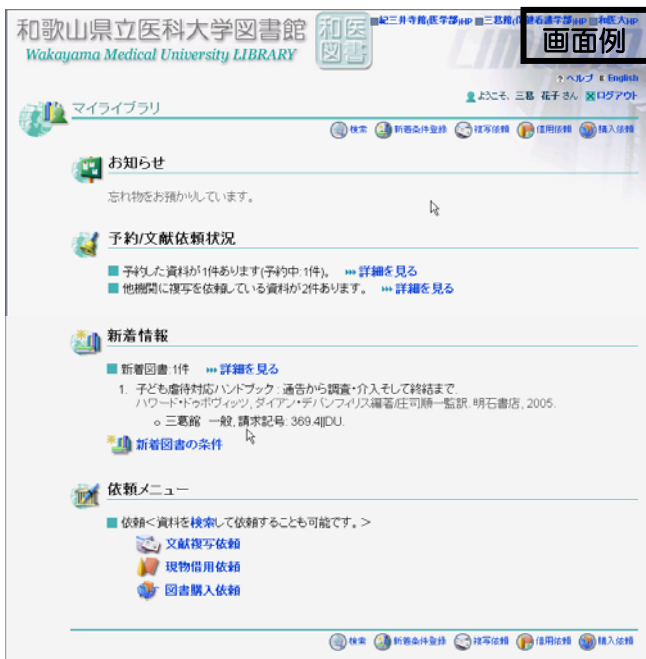 和歌山県立医科大学図書館
Wakayama Medical University LIBRARY
和医
図書
■紀三井寺館(医学部)HP ■三葛館( 看護学部)HP ■和医大HP
画面例
ヘルプ English
ようこそ、三葛 花子さん ログアウト
マイライブラリ
検索 新着条件登録 複写依頼 借用依頼 購入依頼
お知らせ
忘れ物をお預かりしています。
予約/文献依頼状況
■ 予約した資料が1件あります(予約中:1件)。 詳細を見る
■ 他機関に複写を依頼している資料が2件あります。 詳細を見る
新着情報
■ 新着図書:1件 詳細を見る
1. 子ども虐待対応ハンドブック : 通告から調査・介入そして終結まで.
ハワード・ドゥボヴィッツ, ダイアン・デパンフィリス編著/庄司順一監訳. 明石書店, 2005.
o 三葛館 一般, 請求記号: 369.4||DU.
新着図書の条件
依頼メニュー
■ 依頼<資料を検索して依頼することも可能です。>
文献複写依頼
現物借用依頼
図書購入依頼
検索 新着条件登録 複写依頼 借用依頼 購入依頼